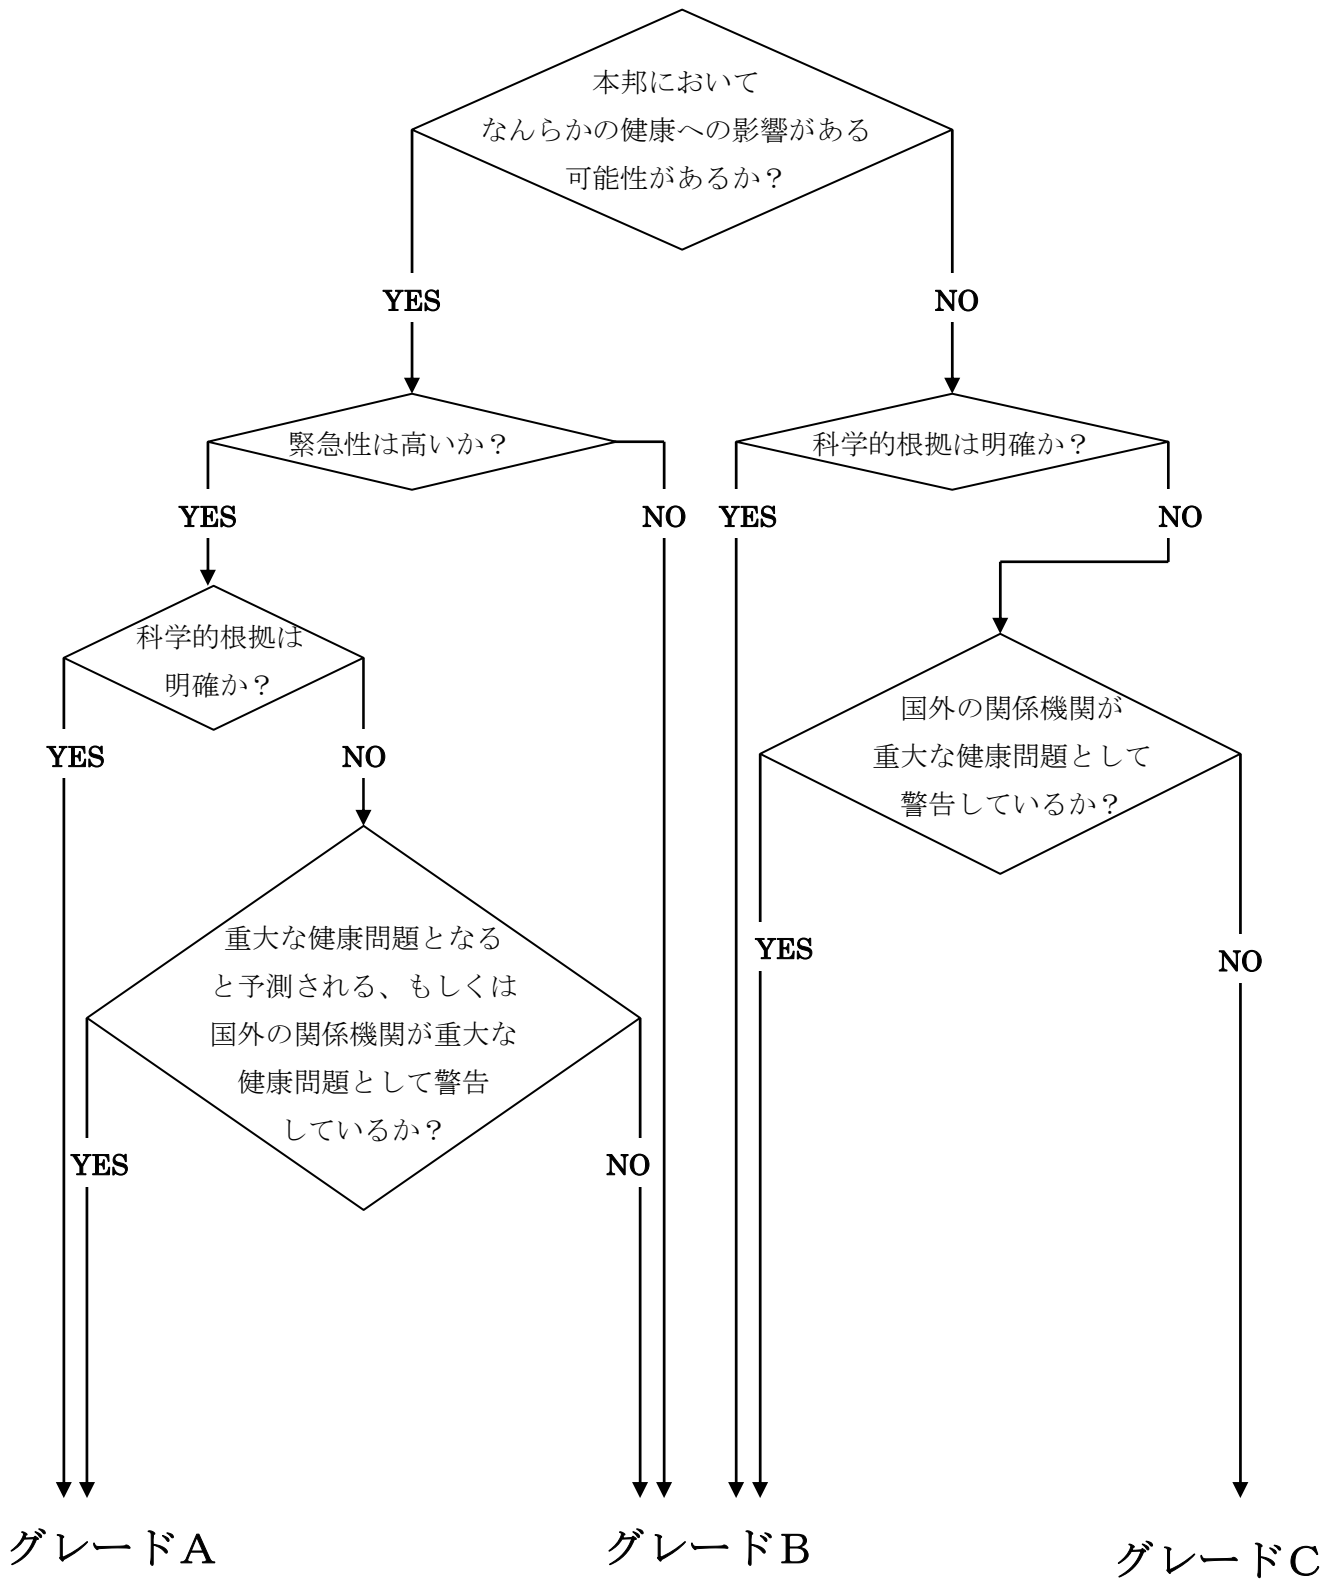 本邦において
なんらかの健康への影響がある
可能性があるか？
YES
NO
緊急性は高いか？
科学的根拠は明確か？
YES
NO
YES
NO
科学的根拠は
明確か？
YES
NO
国外の関係機関が
重大な健康問題として
警告しているか？
YES
NO
重大な健康問題となる
と予測される、もしくは
国外の関係機関が重大な
健康問題として警告
しているか？
YES
NO
グレードＡ
グレードＢ
グレードＣ